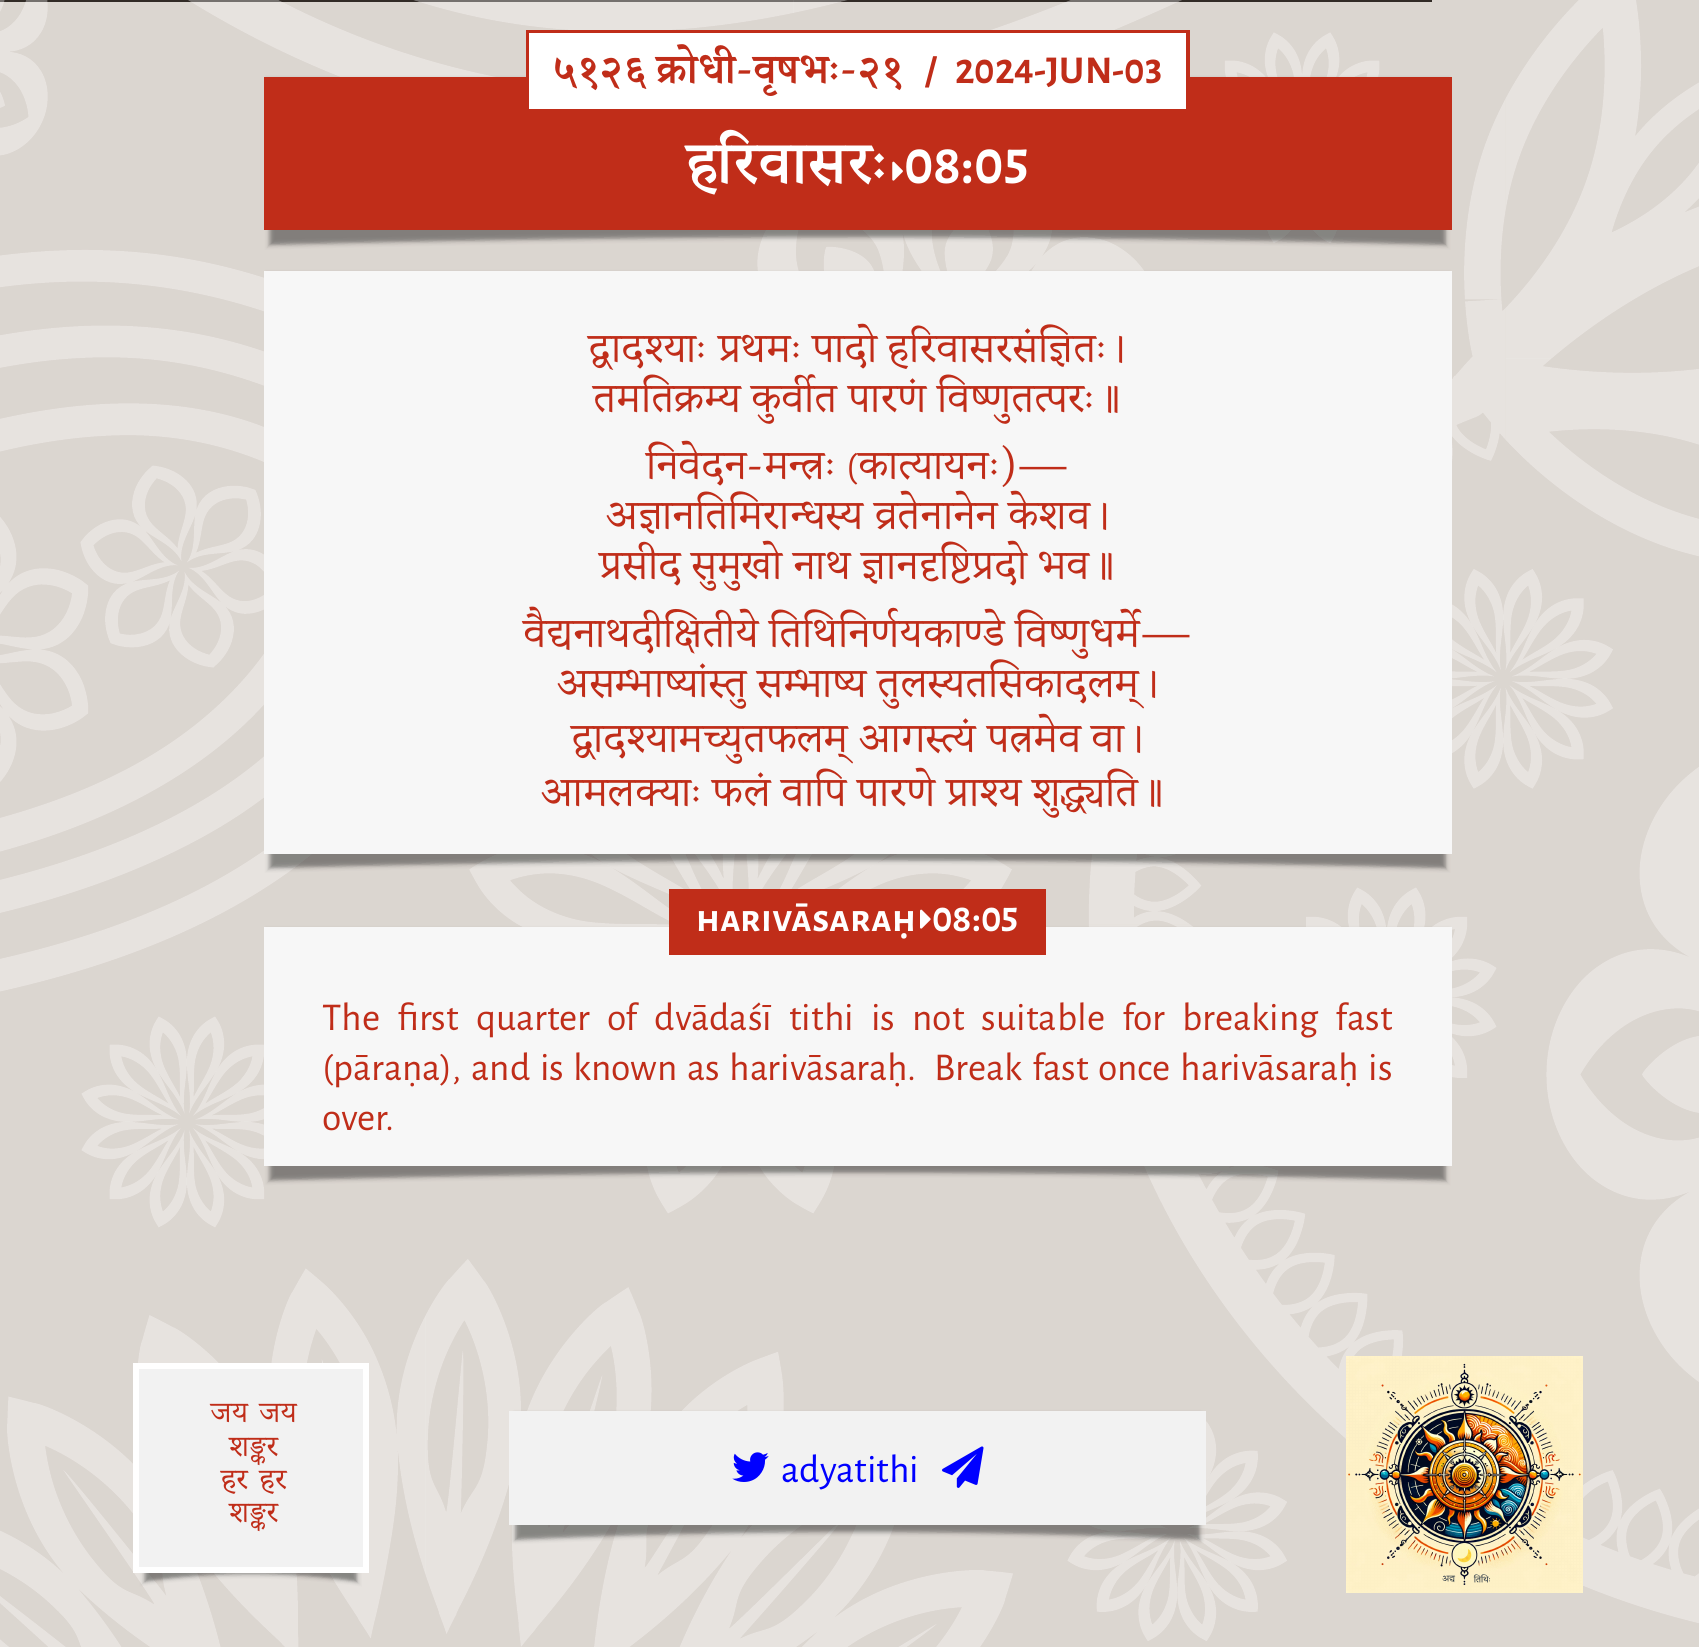 ५१२६ क्रोधी-वृषभः-२१ / 2024-JUN-03
हरिवासरः▸08:05
द्वादश्याः प्रथमः पादो हरिवासरसंज्ञितः।
तमतिक्रम्य कुर्वीत पारणं विष्णुतत्परः॥
निवेदन-मन्त्रः (कात्यायनः)—
अज्ञानतिमिरान्धस्य व्रतेनानेन केशव।
प्रसीद सुमुखो नाथ ज्ञानदृष्टिप्रदो भव॥
वैद्यनाथदीक्षितीये तिथिनिर्णयकाण्डे विष्णुधर्मे—
असम्भाष्यांस्तु सम्भाष्य तुलस्यतसिकादलम्।
द्वादश्यामच्युतफलम् आगस्त्यं पत्रमेव वा।
आमलक्याः फलं वापि पारणे प्राश्य शुद्ध्यति॥
HARIVĀSARAḤ▸08:05
The first quarter of dvādaśī tithi is not suitable for breaking fast
(pāraṇa), and is known as harivāsaraḥ. Break fast once harivāsaraḥ is
over.
जय जय
शङ्कर
हर हर
शङ्कर
adyatithi
अद्य तिथिः